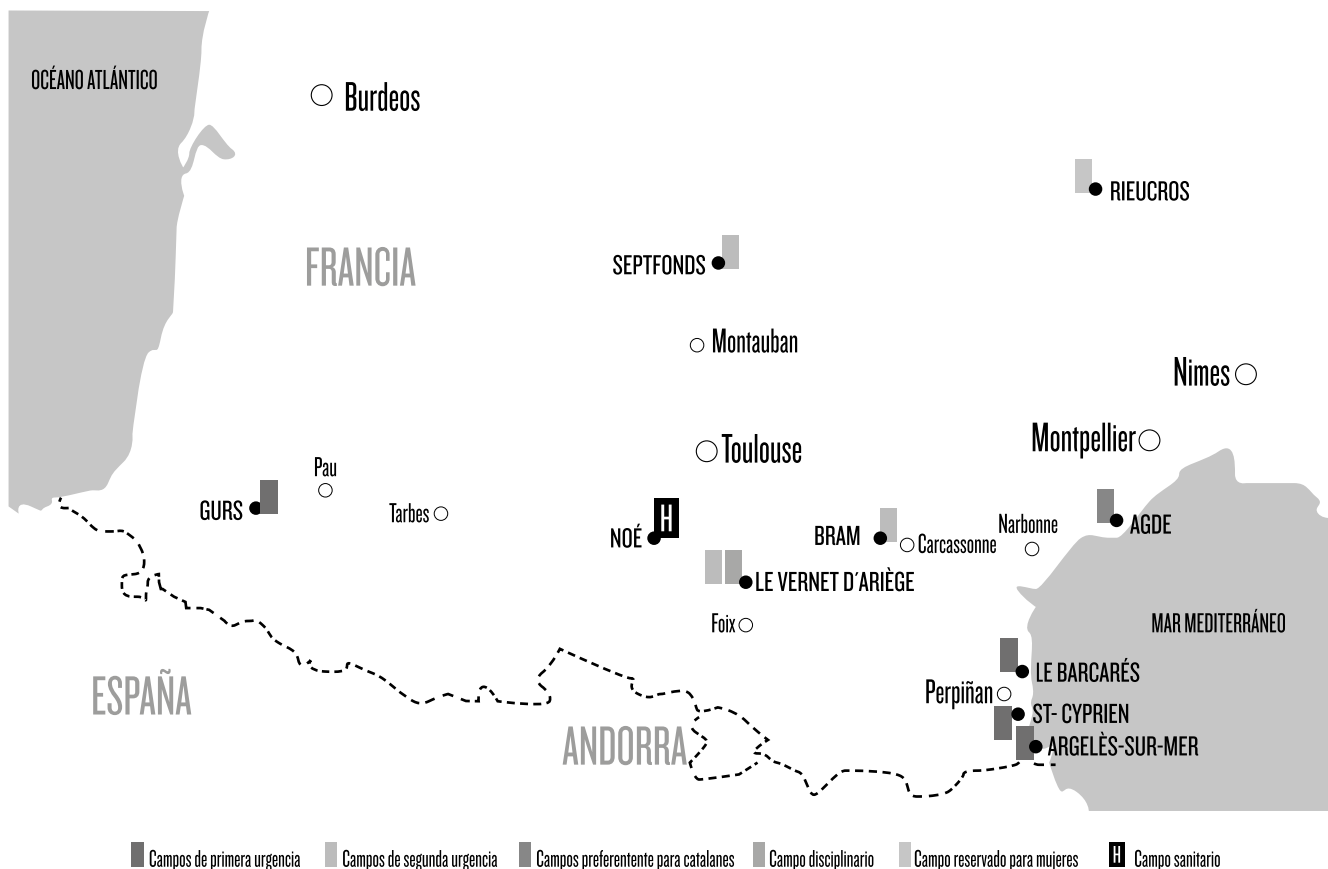 OCÉANO ATLÁNTICO
Burdeos
RIEUCROS
FRANCIA
SEPTFONDS
Montauban
Nimes
Montpellier
Toulouse
Pau
GURS
Tarbes
NOÉ
H
BRAM
Carcassonne
Narbonne
AGDE
LE VERNET D´ARIÈGE
Foix
MAR MEDITERRÁNEO
LE BARCARÉS
ESPAÑA
Perpiñan
ST- CYPRIEN
ANDORRA
ARGELÈS-SUR-MER
Campos de primera urgencia
Campos de segunda urgencia
Campos preferentente para catalanes
Campo disciplinario
Campo reservado para mujeres
H Campo sanitario